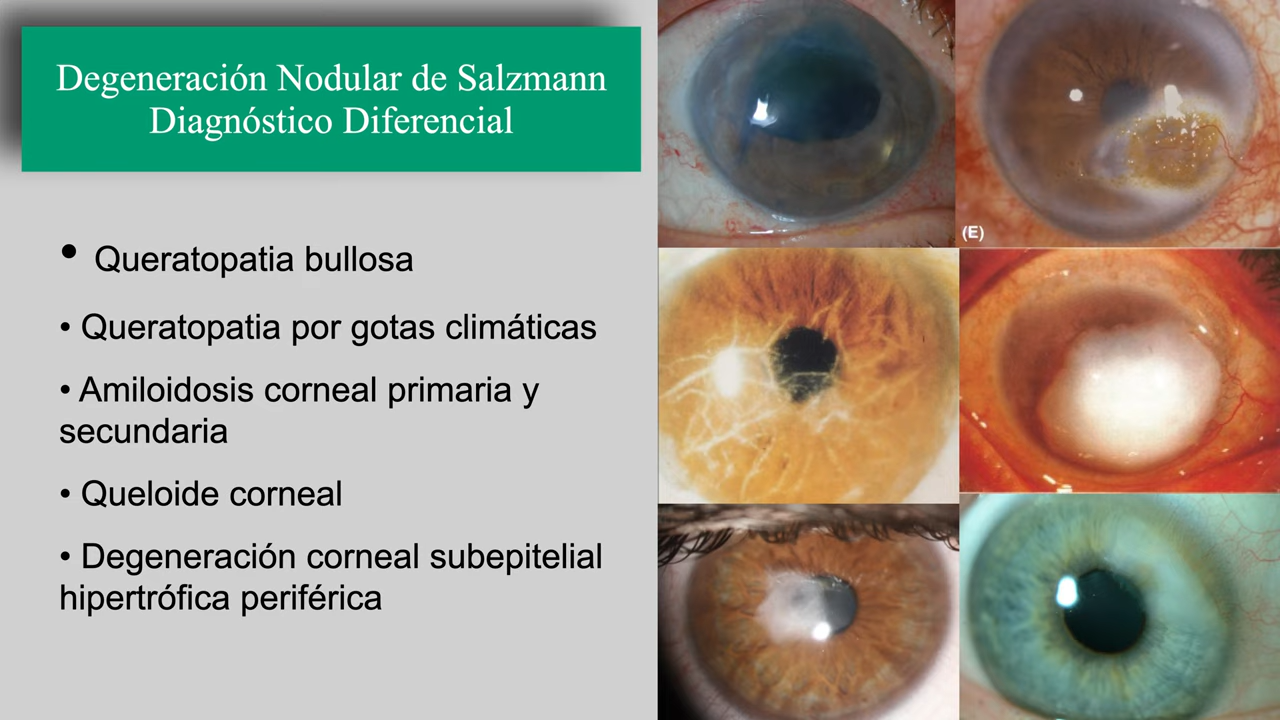 Degeneración Nodular de Salzmann
Diagnóstico Diferencial
• Queratopatia bullosa
• Queratopatia por gotas climáticas
• Amiloidosis corneal primaria y
secundaria
• Queloide corneal
• Degeneración corneal subepitelial
hipertrófica periférica
(E)